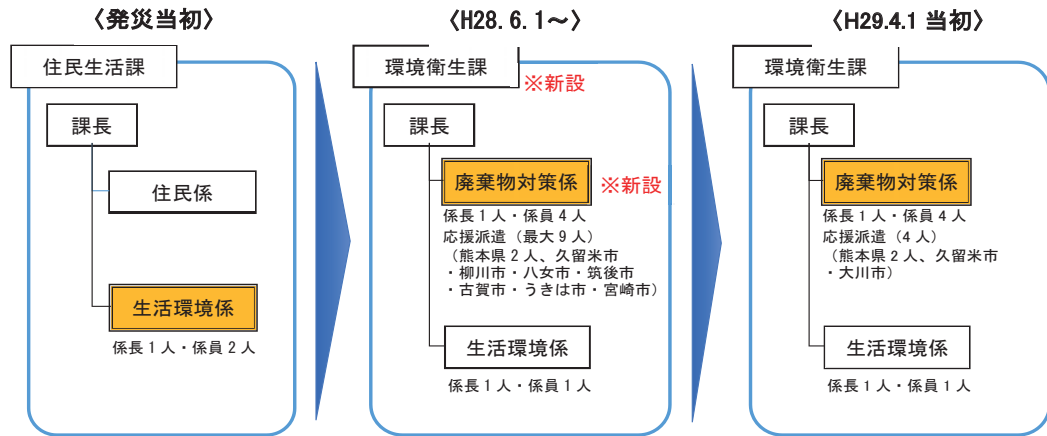 〈発災当初〉
住民生活課
課長
住民係
生活環境係
係長1人・係員2人
〈H28.6.1～〉
環境衛生課
※新設
課長
廃棄物対策係
※新設
係長1人・係員4人
応援派遣（最大9人）
（熊本県2人、久留米市
・柳川市・八女市・筑後市
・古賀市・うきは市・宮崎市）
生活環境係
係長1人・係員1人
〈H29.4.1 当初〉
環境衛生課
課長
廃棄物対策係
係長1人・係員4人
応援派遣（4人）
（熊本県2人、久留米市
・大川市）
生活環境係
係長1人・係員1人